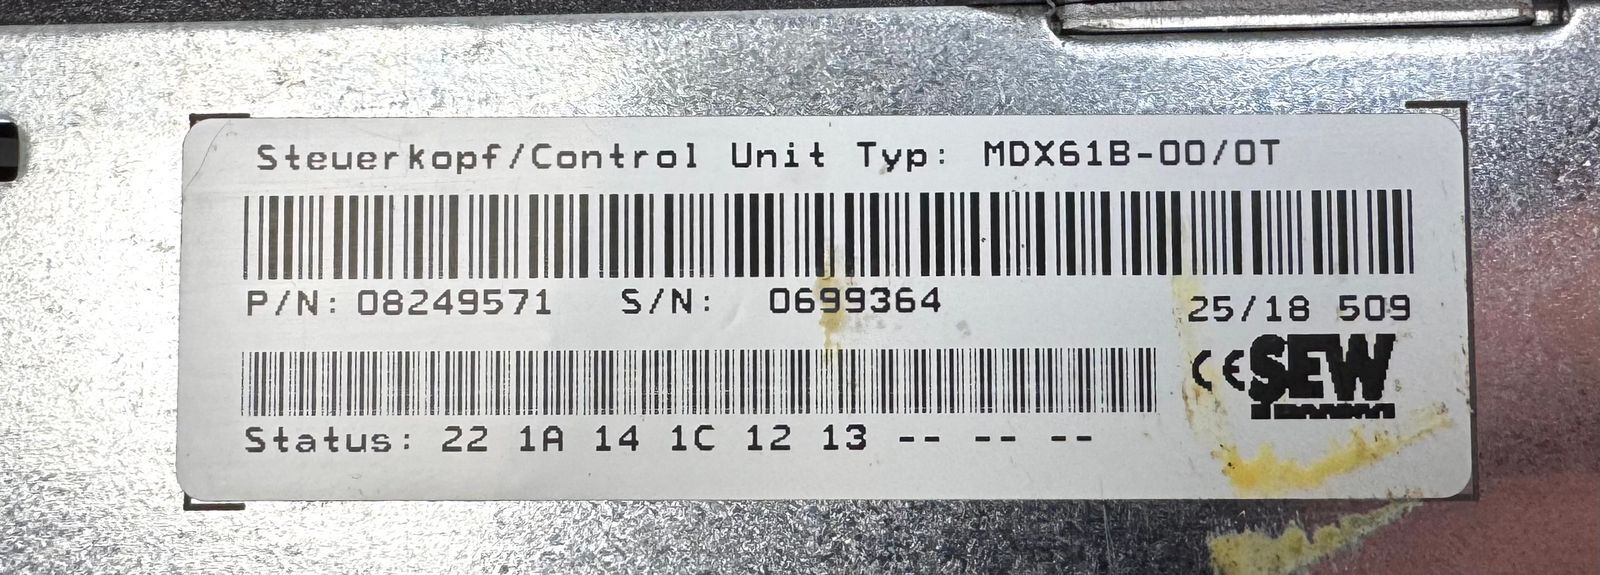 Steuerkopf/Control Unit Typ: MDX61B-00/0T
P/N: 08249571 S/N: 0699364 25/18 509
CE SEW
Status: 22 1A 14 1C 12 13 -- -- --